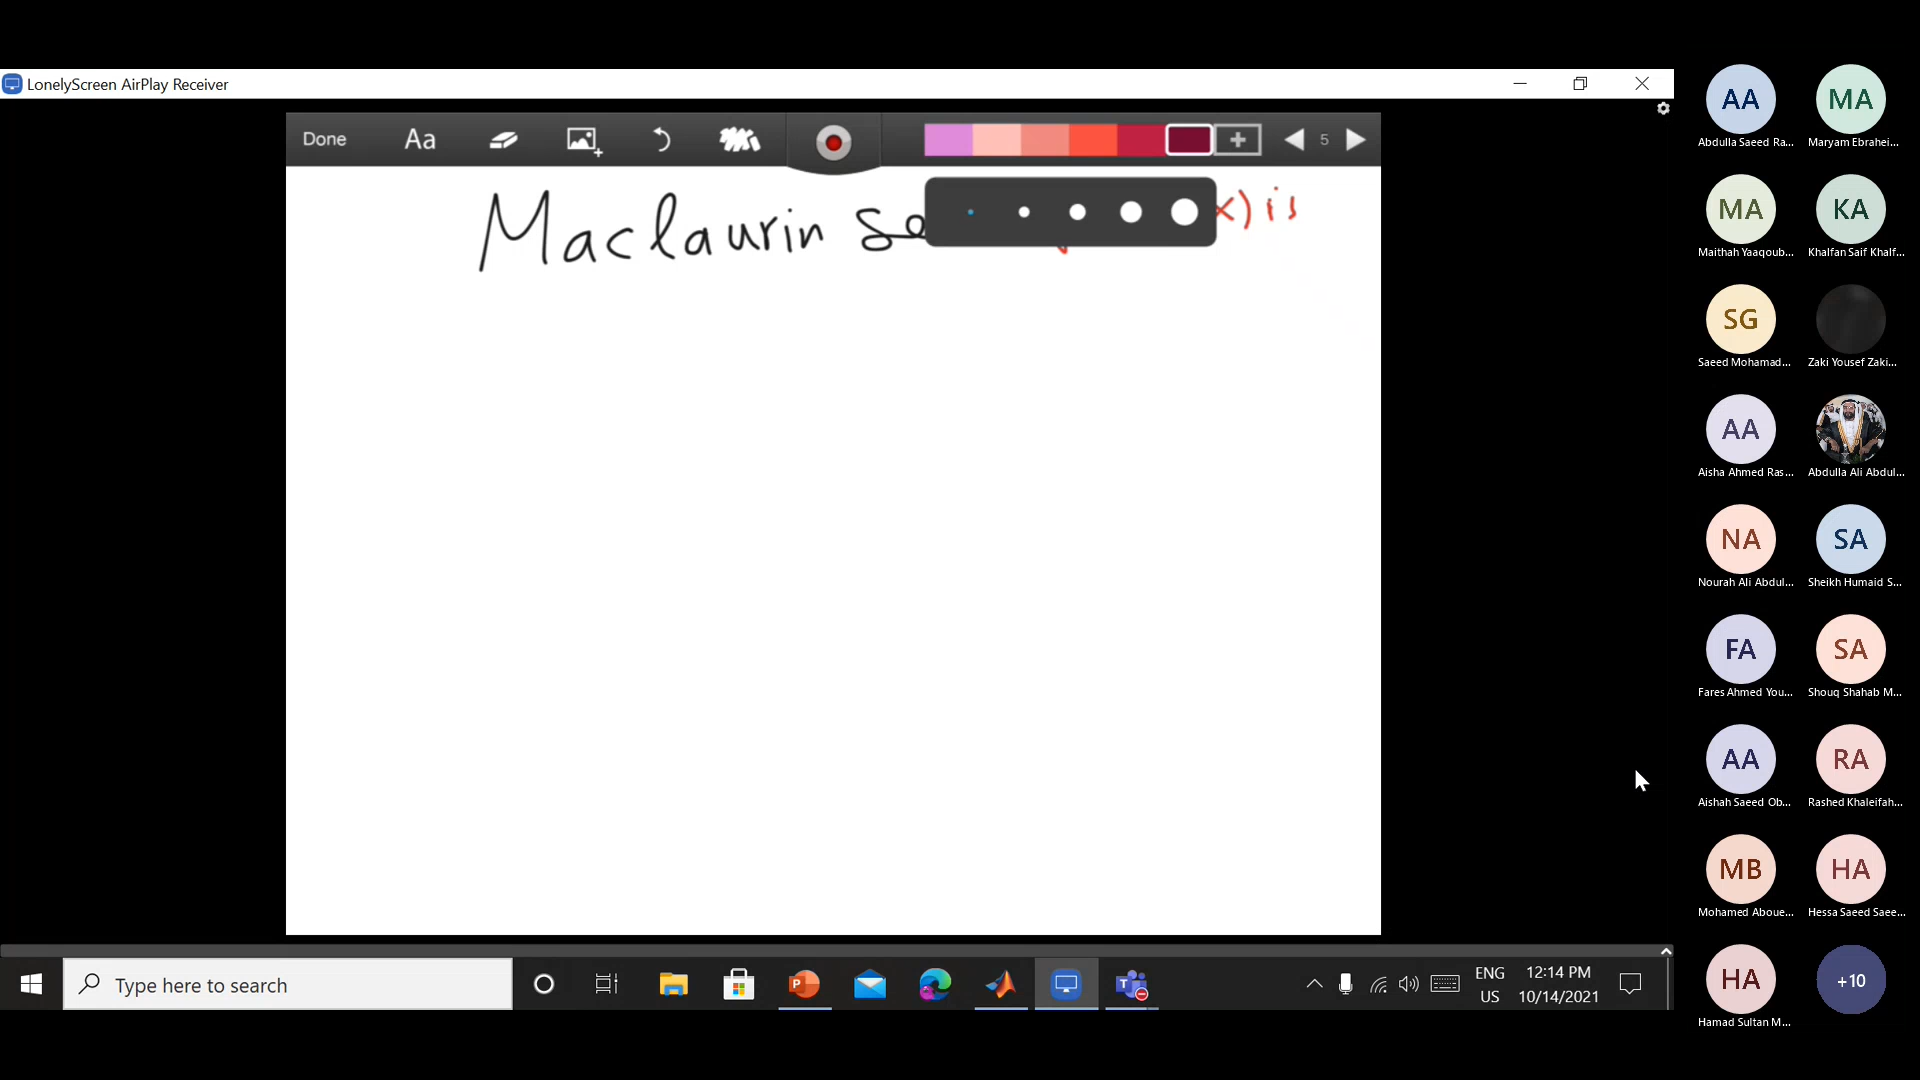 LonelyScreen AirPlay Receiver
Done Aa 5
Maclaurin se x) is
AA MA
Abdulla Saeed Ra... Maryam Ebrahei...
MA KA
Maithah Yaaqoub... Khalfan Saif Khalf...
SG
Saeed Mohamad... Zaki Yousef Zaki...
AA
Aisha Ahmed Ras... Abdulla Ali Abdul...
NA SA
Nourah Ali Abdul... Sheikh Humaid S...
FA SA
Fares Ahmed You... Shouq Shahab M...
AA RA
Aishah Saeed Ob... Rashed Khaleifah...
MB HA
Mohamed Aboue... Hessa Saeed Saee...
HA +10
Hamad Sultan M...
Type here to search
ENG
US
12:14 PM
10/14/2021